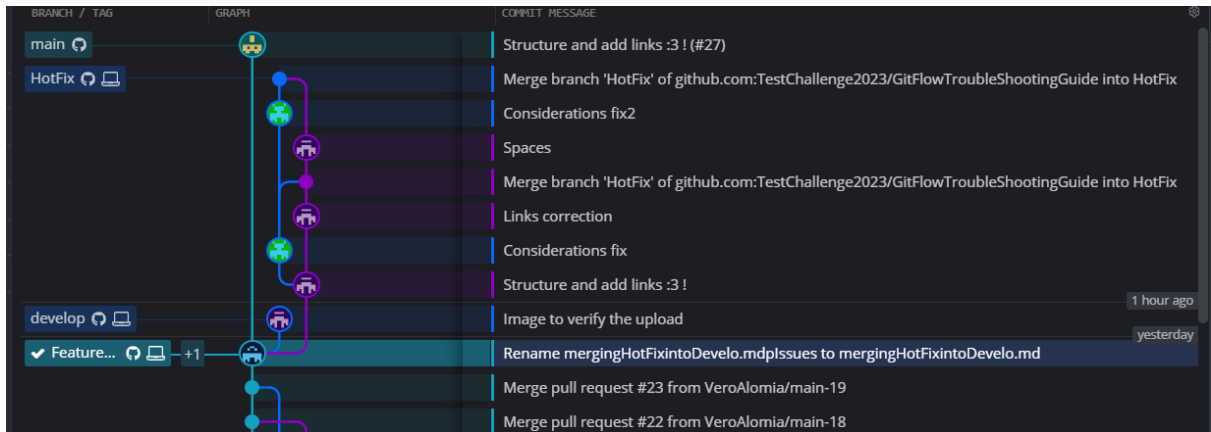 BRANCH / TAG GRAPH COMMIT MESSAGE
main Structure and add links :3 ! (#27)
HotFix Merge branch 'HotFix' of github.com:TestChallenge2023/GitFlowTroubleShootingGuide into HotFix
Considerations fix2
Spaces
Merge branch 'HotFix' of github.com:TestChallenge2023/GitFlowTroubleShootingGuide into HotFix
Links correction
Considerations fix
Structure and add links :3 !
1 hour ago
develop Image to verify the upload
yesterday
Feature... +1 Rename mergingHotFixintoDevelo.mdpIssues to mergingHotFixintoDevelo.md
Merge pull request #23 from VeroAlomia/main-19
Merge pull request #22 from VeroAlomia/main-18